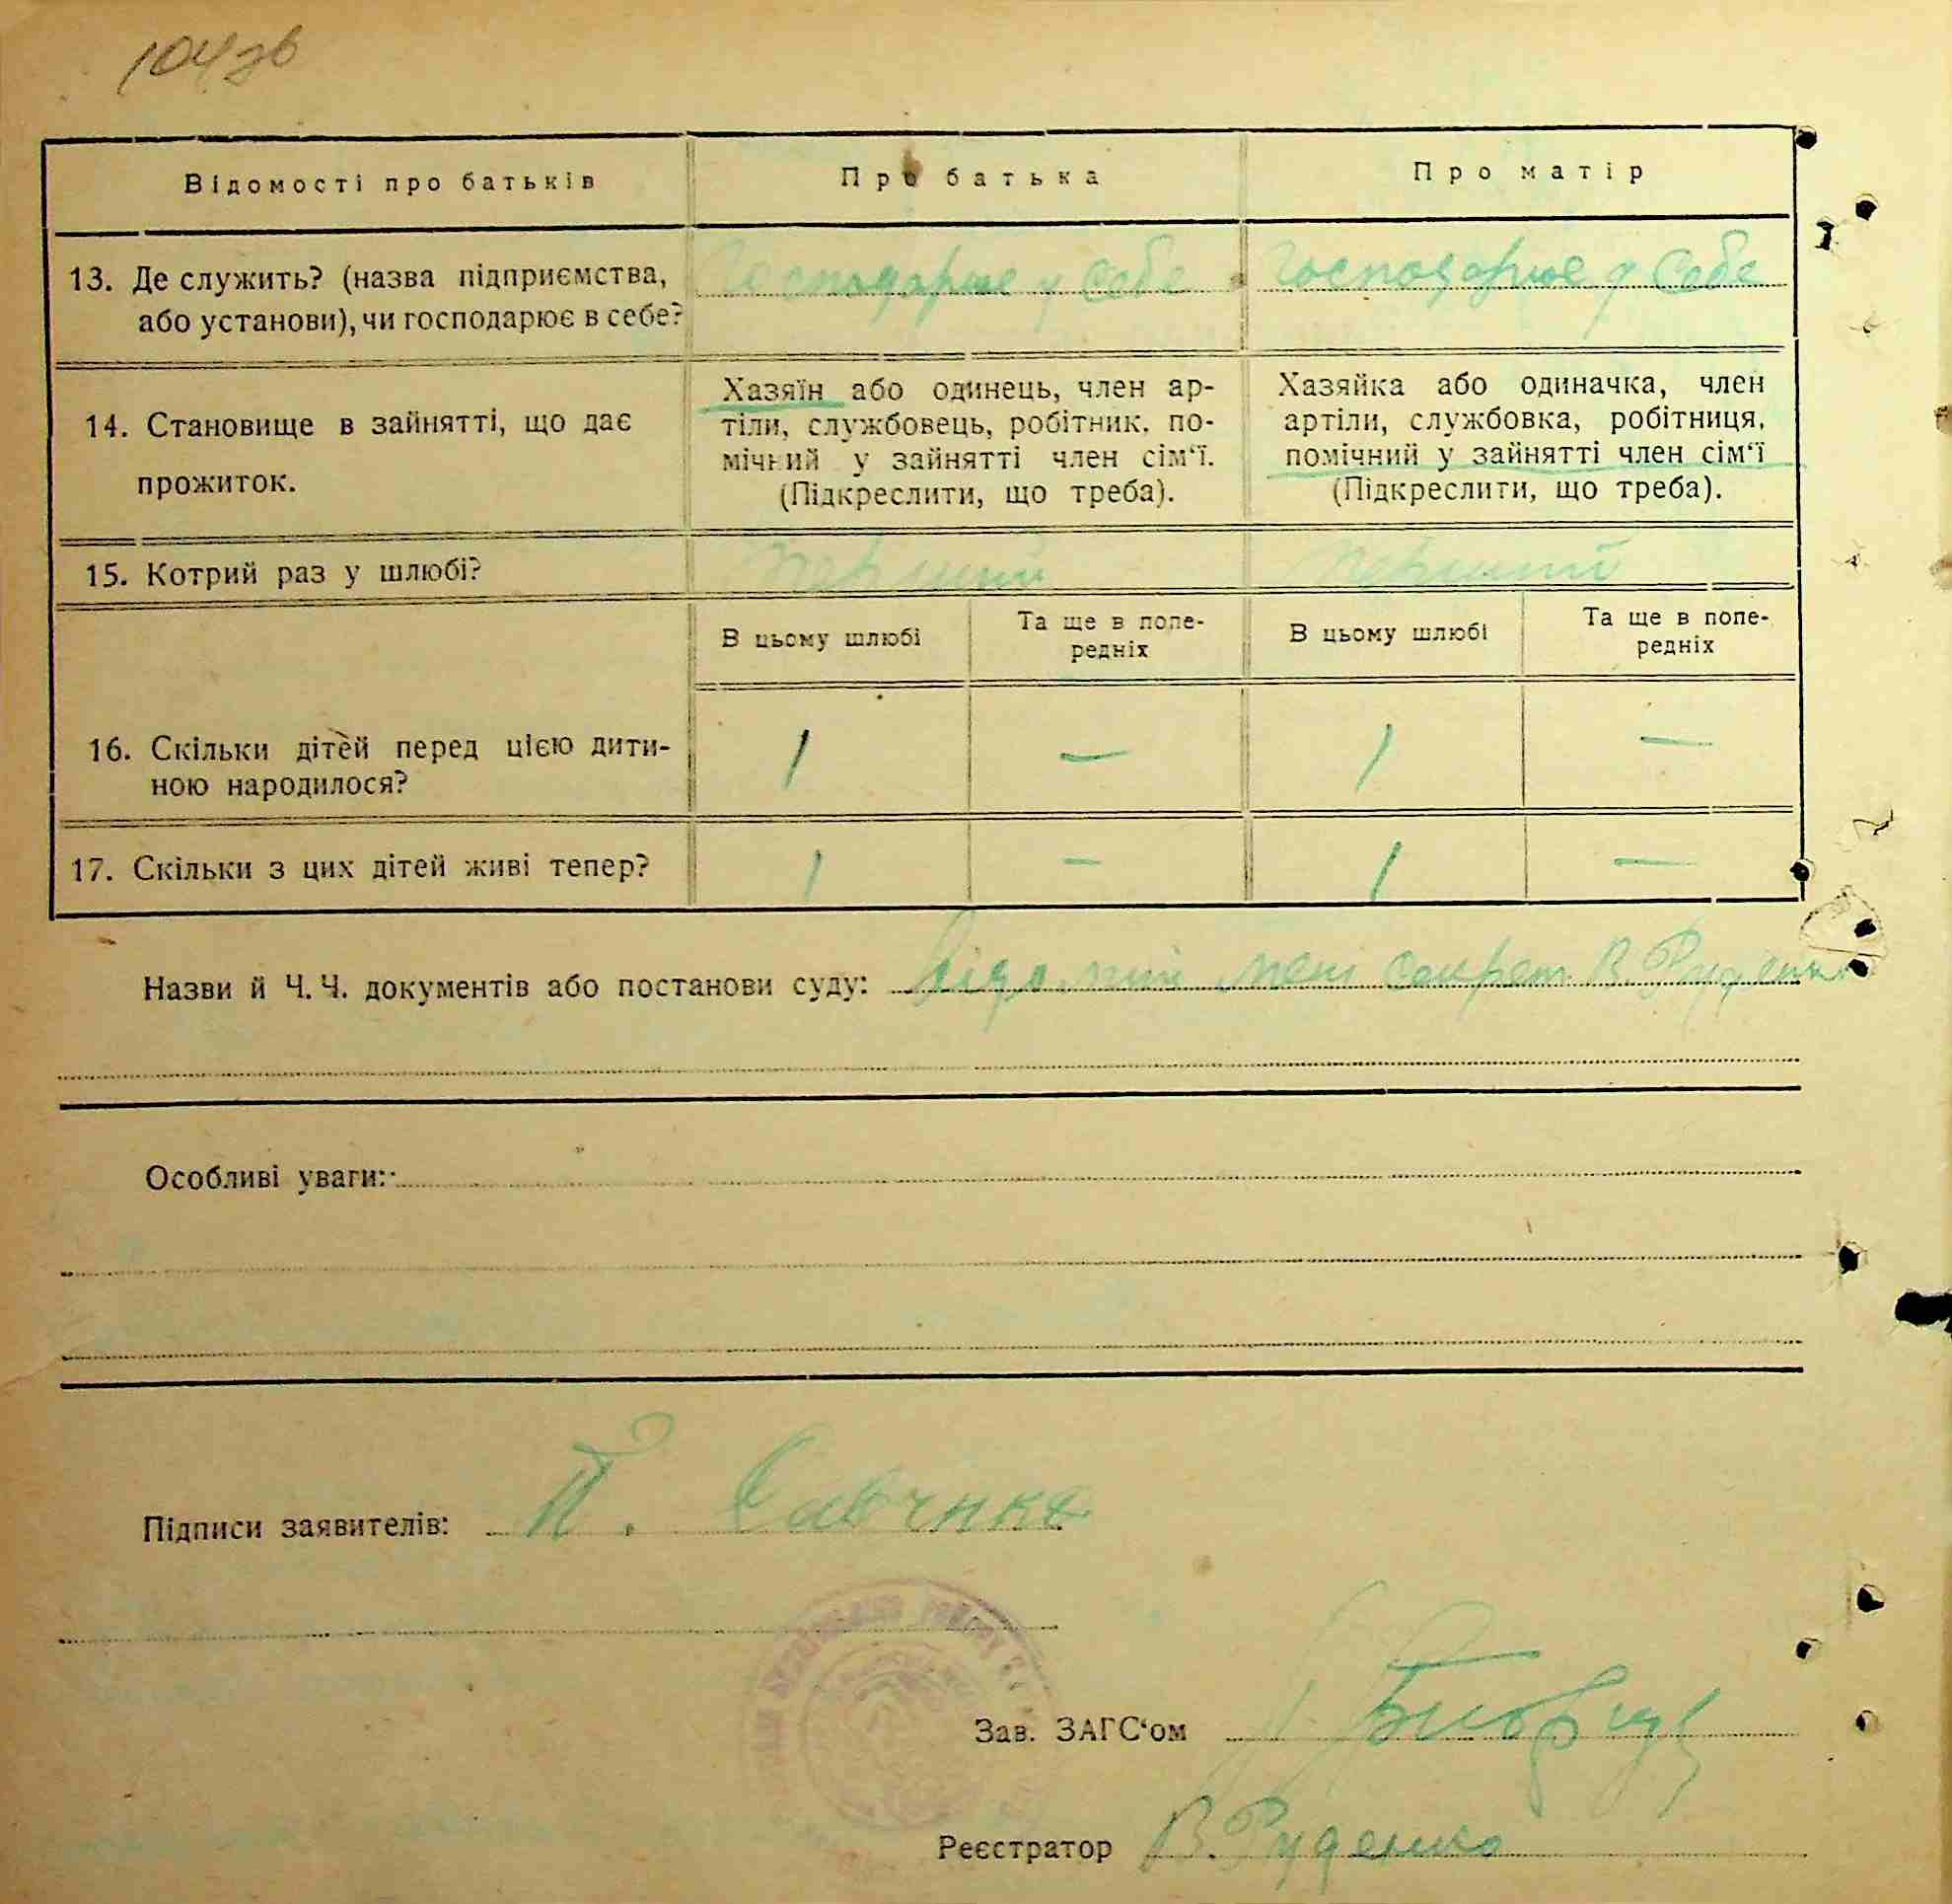 104зв
Відомості про батьків
Про батька
Про матір
13. Де служить? (назва підприємства,
або установи), чи господарює в себе?
Господарює у себе
Господарює у себе
14. Становище в зайнятті, що дає
прожиток.
Хазяїн або одинець, член ар-
тіли, службовець, робітник, по-
мічний у зайнятті член сім‘ї.
(Підкреслити, що треба).
Хазяйка або одиначка, член
артіли, службовка, робітниця,
помічний у зайнятті член сім‘ї
(Підкреслити, що треба).
15. Котрий раз у шлюбі?
перший
перший
В цьому шлюбі
Та ще в попе-
редніх
В цьому шлюбі
Та ще в попе-
редніх
16. Скільки дітей перед цією дити-
ною народилося?
1 — 1 —
17. Скільки з цих дітей живі тепер?
1 — 1 —
Назви й Ч. Ч. документів або постанови суду: секрет В. Руденко
Особливі уваги:
Підписи заявителів: П. Савченко
Зав. ЗАГС‘ом
Реєстратор В. Руденко